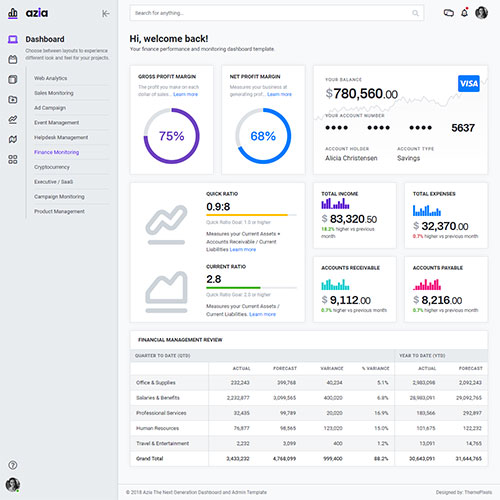 azia
Search for anything...
Dashboard
Choose between layouts to experience
different look and feel for your projects.
Web Analytics
Sales Monitoring
Ad Campaign
Event Management
Helpdesk Management
Finance Monitoring
Cryptocurrency
Executive / SaaS
Campaign Monitoring
Product Management
Hi, welcome back!
Your finance performance and monitoring dashboard template.
GROSS PROFIT MARGIN
The profit you make on each
dollar of sales... Learn more
75%
NET PROFIT MARGIN
Measures your business at
generating prof... Learn more
68%
YOUR BALANCE
$780,560.00
VISA
YOUR ACCOUNT NUMBER
•••• •••• •••• 5637
ACCOUNT HOLDER ACCOUNT TYPE
Alicia Christensen Savings
QUICK RATIO
0.9:8
Quick Ratio Goal: 1.0 or higher
Measures your Current Assets +
Accounts Receivable / Current
Liabilities Learn more
CURRENT RATIO
2.8
Quick Ratio Goal: 2.0 or higher
Measures your Current Assets /
Current Liabilities. Learn more
TOTAL INCOME
$ 83,320.50
18.2% higher vs previous
month
TOTAL EXPENSES
$ 32,370.00
0.7% higher vs previous
month
ACCOUNTS RECEIVABLE
$ 9,112.00
0.7% higher vs previous month
ACCOUNTS PAYABLE
$ 8,216.00
0.7% higher vs previous month
FINANCIAL MANAGEMENT REVIEW
QUARTER TO DATE (QTD) YEAR TO DATE (YTD)
ACTUAL FORECAST VARIANCE % VARIANCE ACTUAL FORECAST
Office & Supplies 232,243 399,768 40,234 5.1% 2,983,098 2,092,243
Salaries & Benefits 2,232,877 3,099,565 400,020 6.8% 28,983,091 29,092,765
Professional Services 32,435 99,789 20,020 16.9% 183,566 292,897
Human Resources 76,877 98,565 123,020 15.0% 101,675 122,232
Travel & Entertainment 2,232 3,099 400 1.2% 13,091 14,765
Grand Total 3,433,232 4,768,099 999,400 88.2% 30,643,091 31,644,765
© 2018 Azia The Next Generation Dashboard and Admin Template
Designed by: ThemePixels